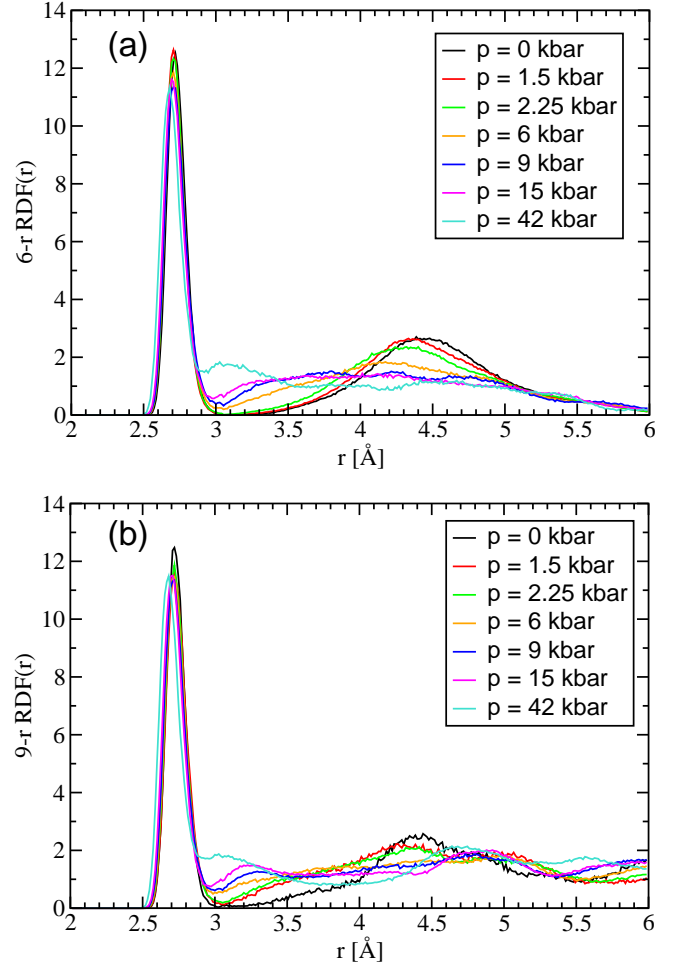 (a)
p = 0 kbar
p = 1.5 kbar
p = 2.25 kbar
p = 6 kbar
p = 9 kbar
p = 15 kbar
p = 42 kbar
14
12
10
8
6
4
2
0
6-r RDF(r)
2 2.5 3 3.5 4 4.5 5 5.5 6
r [Å]
(b)
p = 0 kbar
p = 1.5 kbar
p = 2.25 kbar
p = 6 kbar
p = 9 kbar
p = 15 kbar
p = 42 kbar
14
12
10
8
6
4
2
0
9-r RDF(r)
2 2.5 3 3.5 4 4.5 5 5.5 6
r [Å]